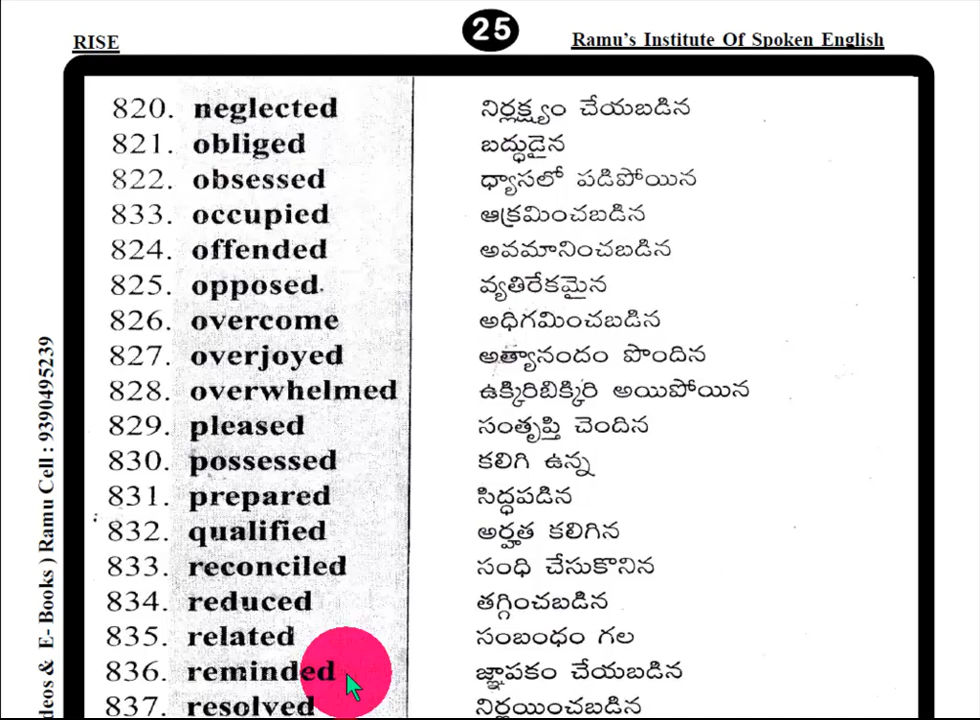 RISE
25
Ramu's Institute Of Spoken English
820. neglected నిర్లక్ష్యం చేయబడిన
821. obliged బద్ధుడైన
822. obsessed ధ్యాసలో పడిపోయిన
833. occupied ఆక్రమించబడిన
824. offended అవమానించబడిన
825. opposed వ్యతిరేకమైన
826. overcome అధిగమించబడిన
827. overjoyed అత్యానందం పొందిన
828. overwhelmed ఉక్కిరిబిక్కిరి అయిపోయిన
829. pleased సంతృప్తి చెందిన
830. possessed కలిగి ఉన్న
831. prepared సిద్ధపడిన
832. qualified అర్హత కలిగిన
833. reconciled సంధి చేసుకొనిన
834. reduced తగ్గించబడిన
835. related సంబంధం గల
836. reminded జ్ఞాపకం చేయబడిన
837. resolved నిర్ణయించబడిన
deos & E- Books ) Ramu Cell : 9390495239